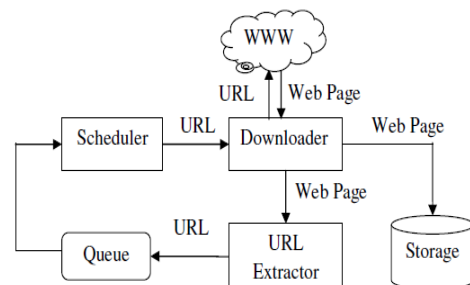 WWW
URL
Web Page
Scheduler
URL
Downloader
Web Page
Web Page
Queue
URL
URL
Extractor
Storage